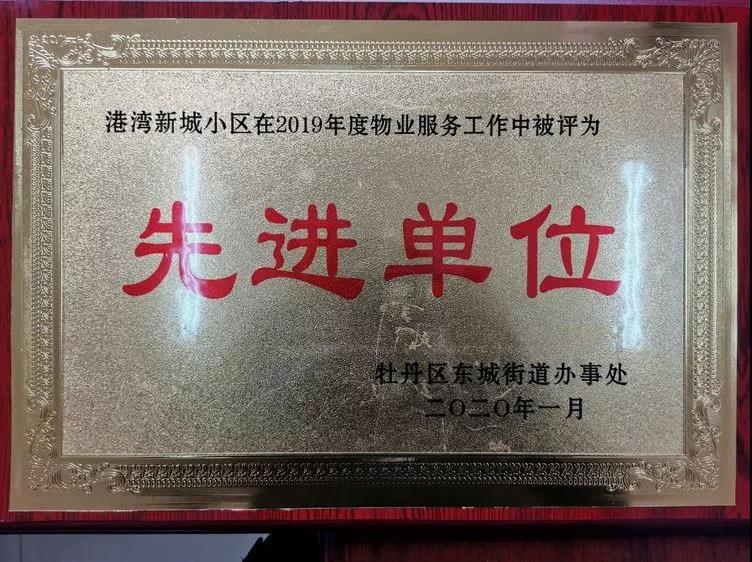 港湾新城小区在2019年度物业服务工作中被评为
先进单位
牡丹区东城街道办事处
二〇二〇年一月